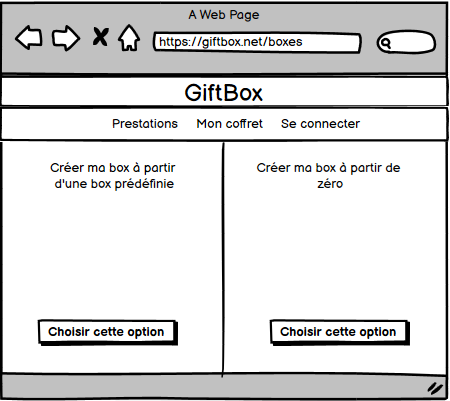 A Web Page
https://giftbox.net/boxes
GiftBox
Prestations Mon coffret Se connecter
Créer ma box à partir
d'une box prédéfinie
Créer ma box à partir de
zéro
Choisir cette option
Choisir cette option